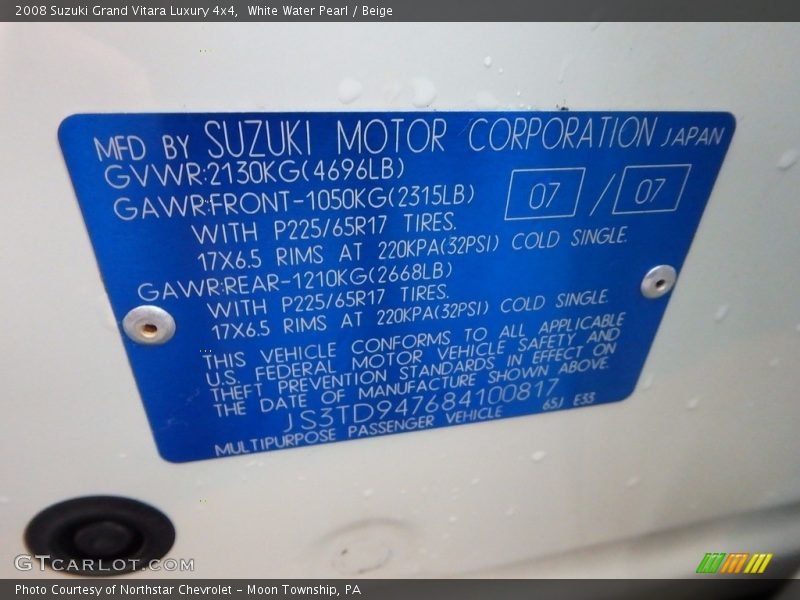 2008 Suzuki Grand Vitara Luxury 4x4,  White Water Pearl / Beige
MFD BY SUZUKI MOTOR CORPORATION JAPAN
GVWR:2130KG(4696LB)
GAWR:FRONT-1050KG(2315LB) 07 / 07
WITH P225/65R17 TIRES.
17X6.5 RIMS AT 220KPA(32PSI) COLD SINGLE.
GAWR:REAR-1210KG(2668LB)
WITH P225/65R17 TIRES.
17X6.5 RIMS AT 220KPA(32PSI) COLD SINGLE.
THIS VEHICLE CONFORMS TO ALL APPLICABLE
U.S. FEDERAL MOTOR VEHICLE SAFETY AND
THEFT PREVENTION STANDARDS IN EFFECT ON
THE DATE OF MANUFACTURE SHOWN ABOVE.
JS3TD947684100817
MULTIPURPOSE PASSENGER VEHICLE 65J E33
GTCARLOT.COM
Photo Courtesy of Northstar Chevrolet – Moon Township, PA